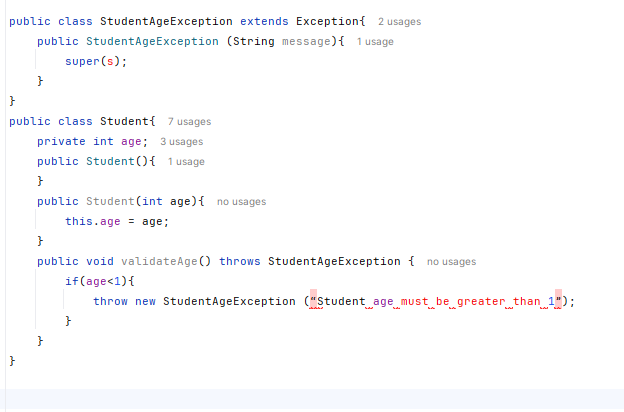 public class StudentAgeException extends Exception{ 2 usages
public StudentAgeException (String message){ 1 usage
super(s);
}
}
public class Student{ 7 usages
private int age; 3 usages
public Student(){ 1 usage
}
public Student(int age){ no usages
this.age = age;
}
public void validateAge() throws StudentAgeException { no usages
if(age<1){
throw new StudentAgeException (“Student age must be greater than 1”);
}
}
}